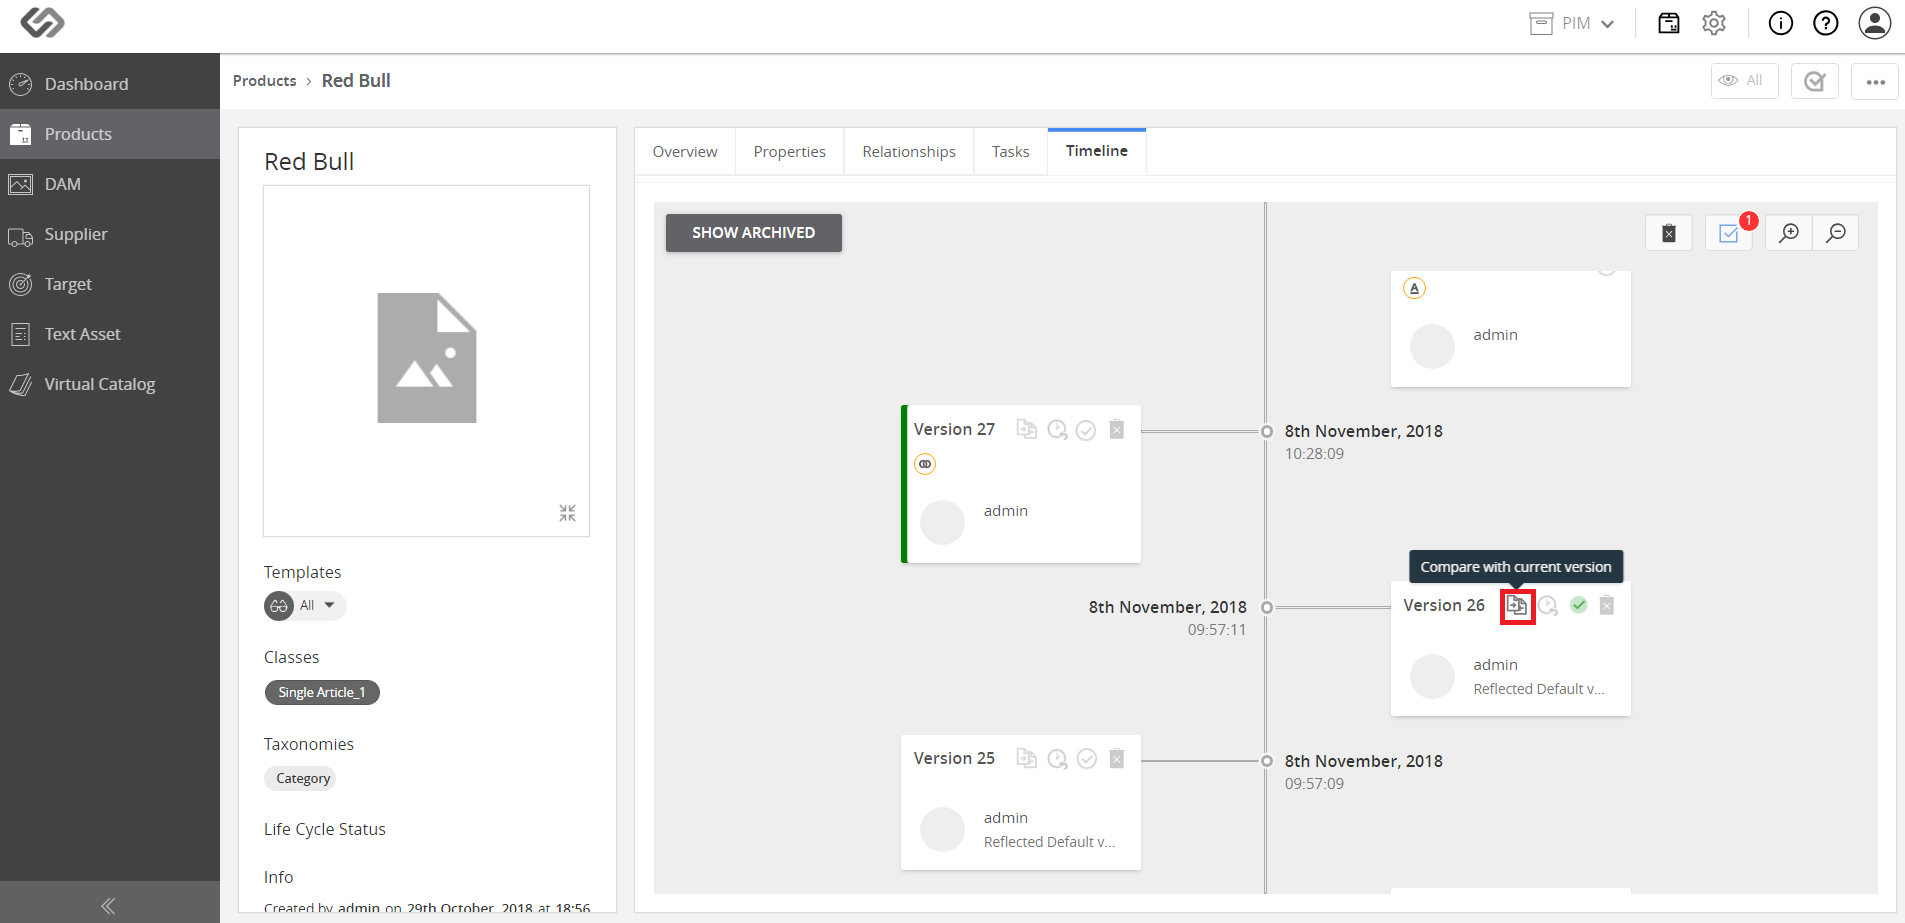 PIM
Dashboard
Products
DAM
Supplier
Target
Text Asset
Virtual Catalog
Products › Red Bull
All
Red Bull
Templates
All
Classes
Single Article_1
Taxonomies
Category
Life Cycle Status
Info
Created by admin on 29th October, 2018 at 18:56
Overview
Properties
Relationships
Tasks
Timeline
SHOW ARCHIVED
1
A
admin
Version 27
admin
8th November, 2018
10:28:09
Compare with current version
8th November, 2018
09:57:11
Version 26
admin
Reflected Default v...
Version 25
admin
Reflected Default v...
8th November, 2018
09:57:09